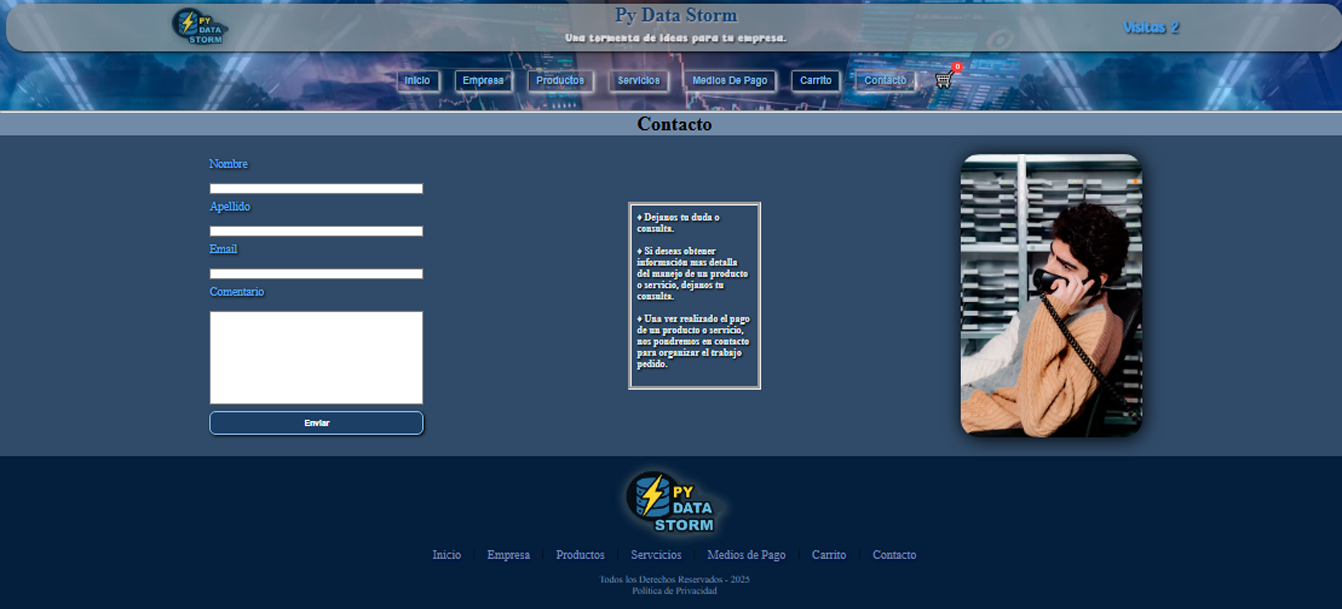 PY
DATA
STORM
Py Data Storm
Una tormenta de ideas para tu empresa.
Visitas 2
Inicio
Empresa
Productos
Servicios
Medios De Pago
Carrito
Contacto
0
Contacto
Nombre
Apellido
Email
Comentario
Enviar
♦ Dejanos tu duda o
consulta.
♦ Si deseas obtener
información mas detalla
del manejo de un producto
o servicio, dejanos tu
consulta.
♦ Una vez realizado el pago
de un producto o servicio,
nos pondremos en contacto
para organizar el trabajo
pedido.
PY
DATA
STORM
Inicio
Empresa
Productos
Servcicios
Medios de Pago
Carrito
Contacto
Todos los Derechos Reservados - 2025
Política de Privacidad